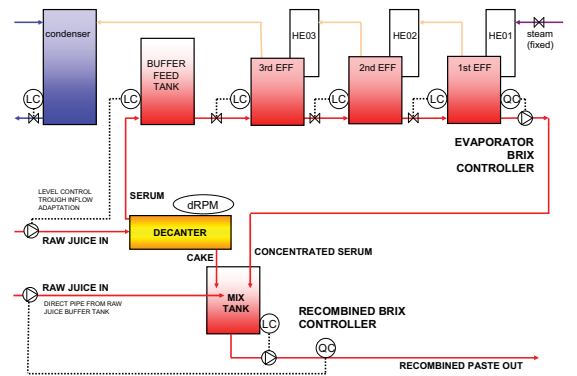 condenser
HE03
HE02
HE01
steam
(fixed)
BUFFER
FEED
TANK
3rd EFF
2nd EFF
1st EFF
LC
LC
LC
LC
LC
QC
EVAPORATOR
BRIX
CONTROLLER
LEVEL CONTROL
TROUGH INFLOW
ADAPTATION
SERUM
dRPM
DECANTER
RAW JUICE IN
CAKE
CONCENTRATED SERUM
RAW JUICE IN
DIRECT PIPE FROM RAW
JUICE BUFFER TANK
MIX
TANK
RECOMBINED BRIX
CONTROLLER
LC
QC
RECOMBINED PASTE OUT